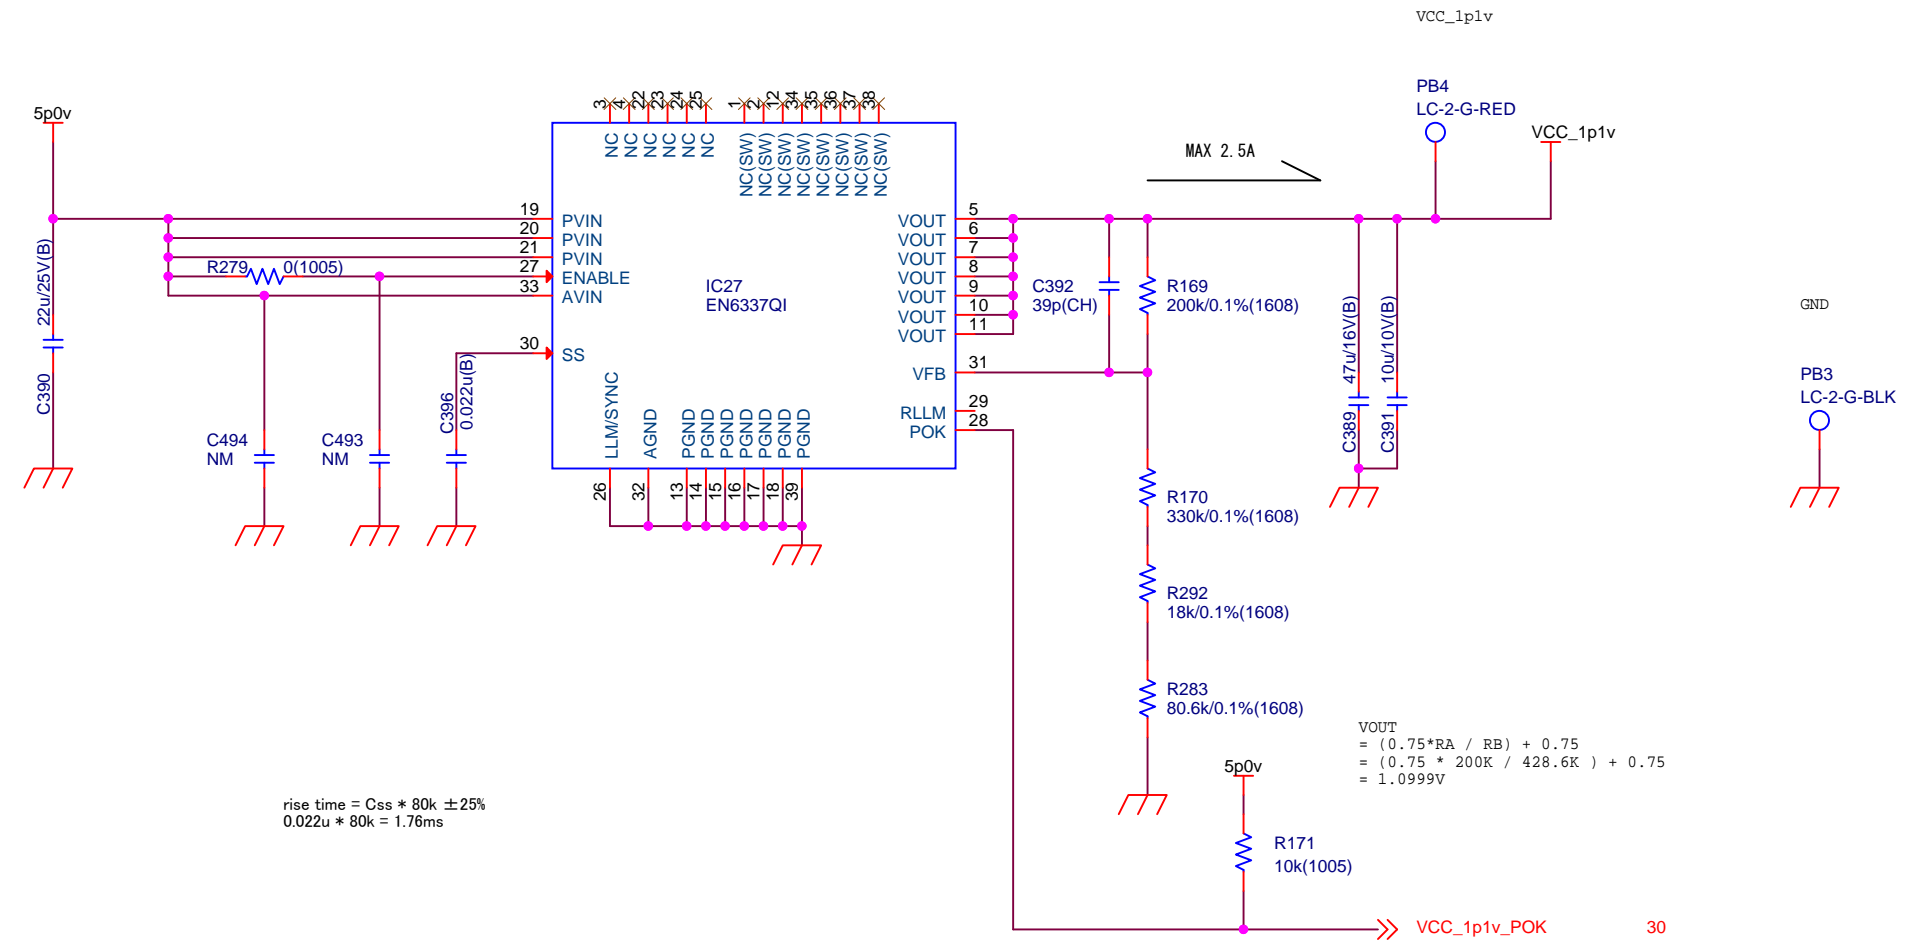 VCC_1p1v
PB4
LC-2-G-RED
5p0v
VCC_1p1v
MAX 2.5A
3
4
22
23
24
25
1
2
12
34
35
36
37
38
NC
NC
NC
NC
NC
NC
NC(SW)
NC(SW)
NC(SW)
NC(SW)
NC(SW)
NC(SW)
NC(SW)
NC(SW)
19
PVIN
20
PVIN
21
PVIN
27
ENABLE
33
AVIN
30
SS
R279
0(1005)
IC27
EN6337QI
VOUT
5
VOUT
6
VOUT
7
VOUT
8
VOUT
9
VOUT
10
VOUT
11
VFB
31
RLLM
29
POK
28
22u/25V(B)
C390
C494
NM
C493
NM
C396
0.022u(B)
LLM/SYNC
AGND
PGND
PGND
PGND
PGND
PGND
PGND
PGND
26
32
13
14
15
16
17
18
39
C392
39p(CH)
R169
200k/0.1%(1608)
47u/16V(B)
C389
10u/10V(B)
C391
GND
PB3
LC-2-G-BLK
R170
330k/0.1%(1608)
R292
18k/0.1%(1608)
R283
80.6k/0.1%(1608)
VOUT
= (0.75*RA / RB) + 0.75
= (0.75 * 200K / 428.6K ) + 0.75
= 1.0999V
5p0v
R171
10k(1005)
rise time = Css * 80k ±25%
0.022u * 80k = 1.76ms
VCC_1p1v_POK
30